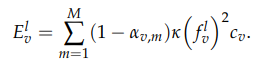 $E_v^l = \sum_{m=1}^{M} (1 - \alpha_{v,m}) \kappa \left( f_v^l \right)^2 c_v.$